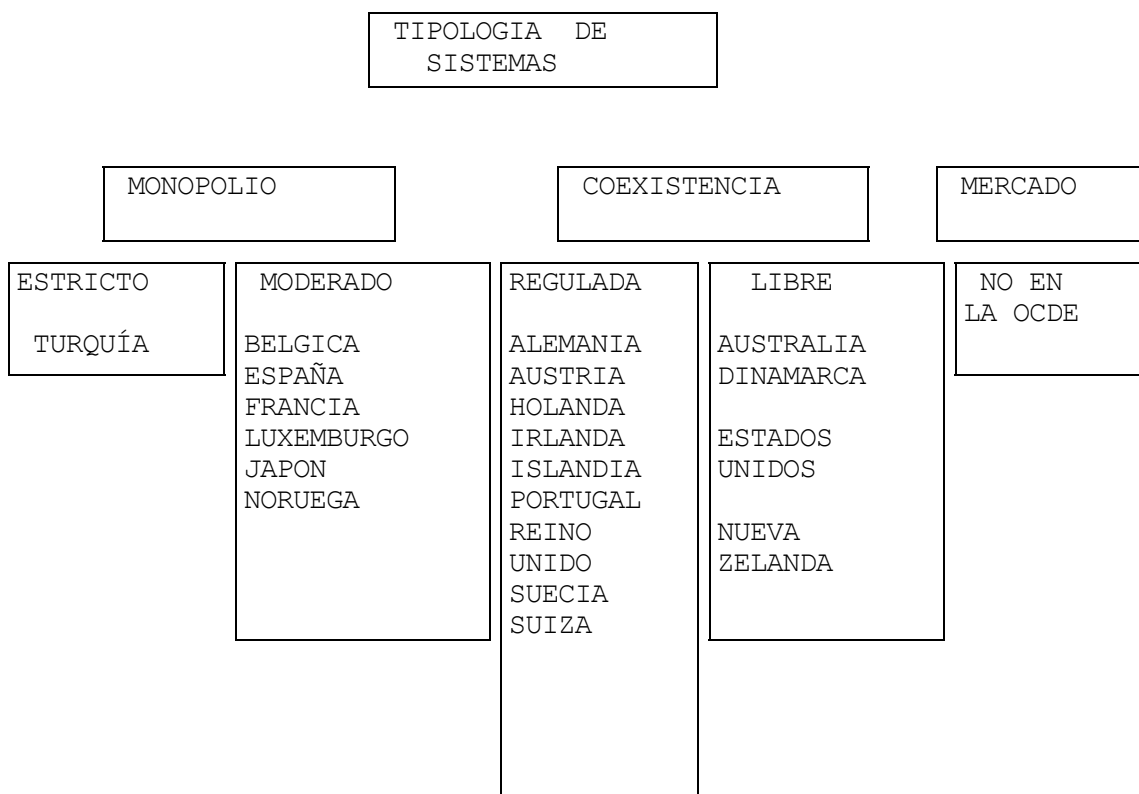 TIPOLOGIA DE
SISTEMAS
MONOPOLIO
COEXISTENCIA
MERCADO
ESTRICTO
TURQUÍA
MODERADO
BELGICA
ESPAÑA
FRANCIA
LUXEMBURGO
JAPON
NORUEGA
REGULADA
ALEMANIA
AUSTRIA
HOLANDA
IRLANDA
ISLANDIA
PORTUGAL
REINO
UNIDO
SUECIA
SUIZA
LIBRE
AUSTRALIA
DINAMARCA
ESTADOS
UNIDOS
NUEVA
ZELANDA
NO EN
LA OCDE